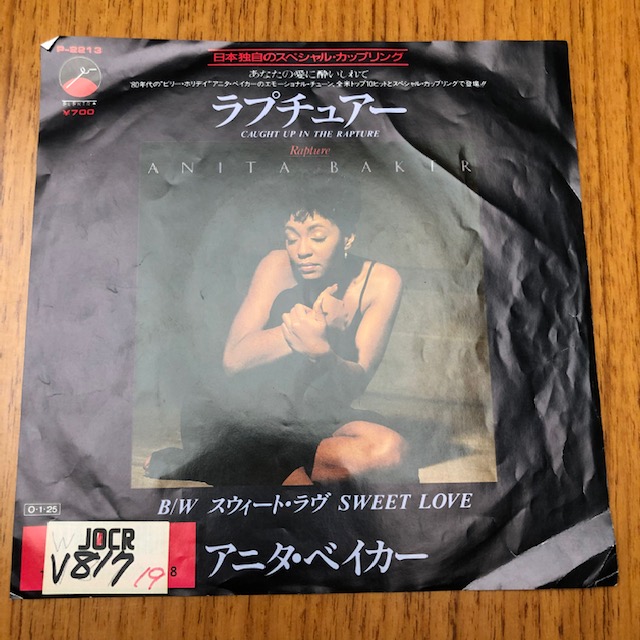 P-2213
日本独自のスペシャル・カップリング
あなたの愛に酔いしれて
'80年代の"ビリー・ホリデイ"アニタ・ベイカーのエモーショナル・チューン、全米トップ10ヒットとスペシャル・カップリングで登場!!
¥700
ラプチュアー
CAUGHT UP IN THE RAPTURE
Rapture
ANITA BAKER
B/W スウィート・ラヴ SWEET LOVE
O·1·25
JOCR
V817
19
8
アニタ・ベイカー